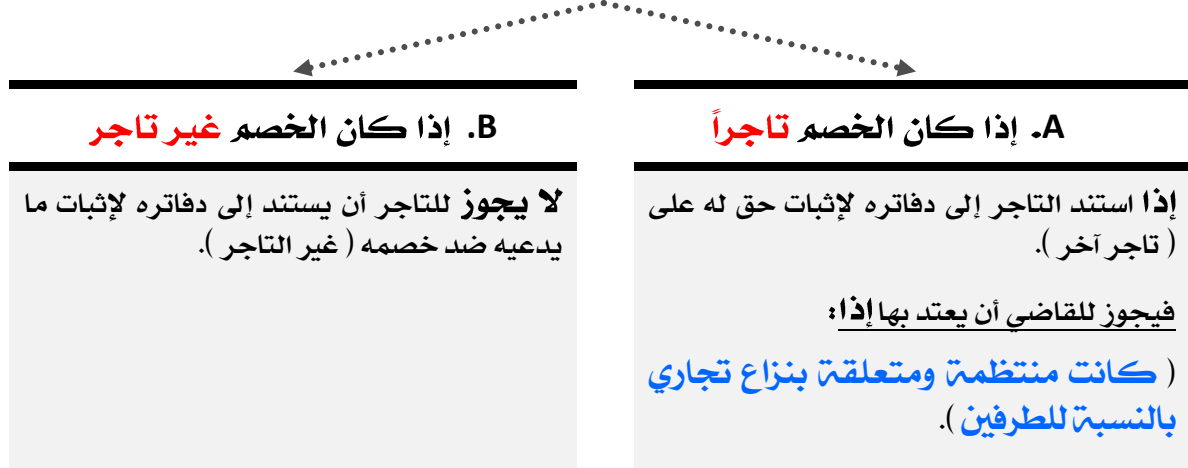 A. إذا كان الخصم تاجراً
إذا استند التاجر إلى دفاتره لإثبات حق له على
( تاجر آخر ).
فيجوز للقاضي أن يعتد بها إذا:
( كانت منتظمة ومتعلقة بنزاع تجاري
بالنسبة للطرفين ).
B. إذا كان الخصم غير تاجر
لا يجوز للتاجر أن يستند إلى دفاتره لإثبات ما
يدعيه ضد خصمه ( غير التاجر ).